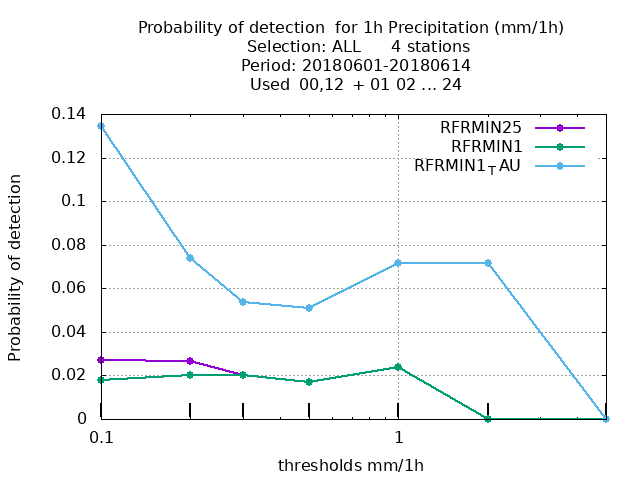 Probability of detection  for 1h Precipitation (mm/1h)
Selection: ALL      4 stations
Period: 20180601-20180614
Used  00,12  + 01 02 ... 24
RFRMIN25
RFRMIN1
RFRMIN1TAU
0.14
0.12
0.1
0.08
0.06
0.04
0.02
0
Probability of detection
0.1
1
thresholds mm/1h